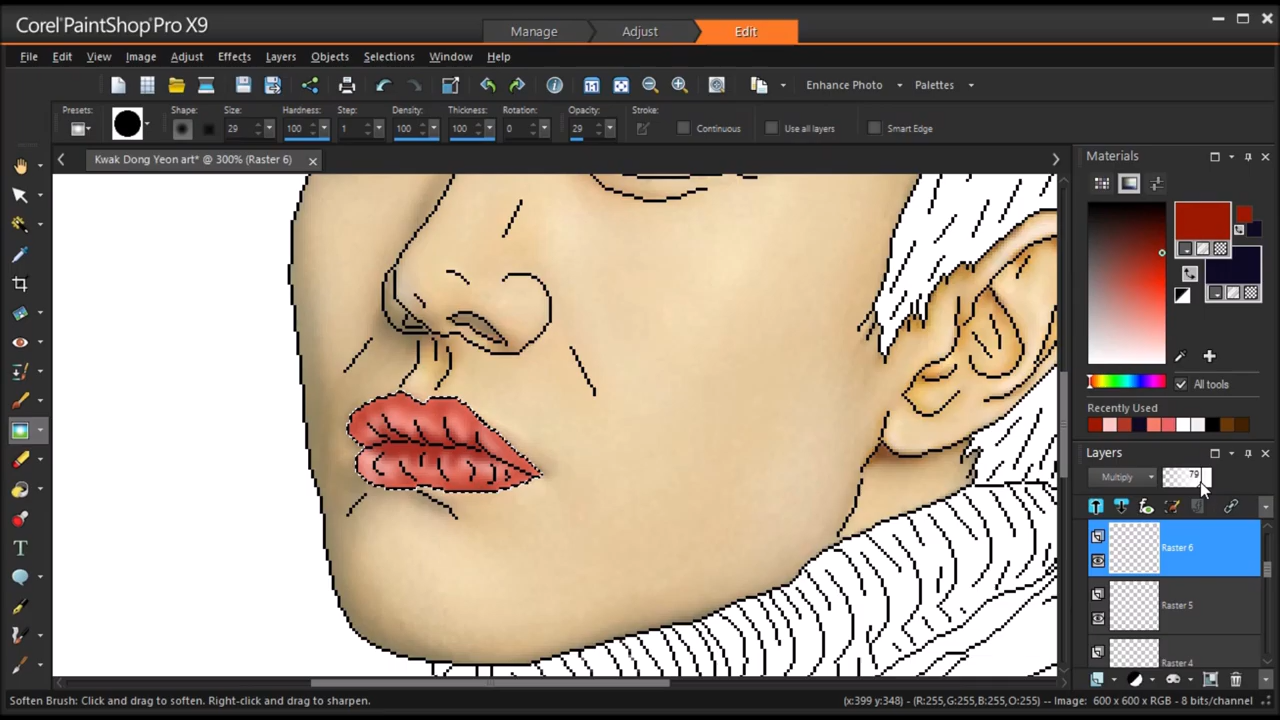 Corel PaintShop Pro X9
Manage
Adjust
Edit
File Edit View Image Adjust Effects Layers Objects Selections Window Help
Enhance Photo
Palettes
Presets: Shape: Size: Hardness: Step: Density: Thickness: Rotation: Opacity: Stroke:
29 100 1 100 100 0 29 Continuous Use all layers Smart Edge
Kwak Dong Yeon art* @ 300% (Raster 6)
Materials
All tools
Recently Used
Layers
Multiply 79
Raster 6
Raster 5
Raster 4
Soften Brush: Click and drag to soften. Right-click and drag to sharpen.
(x:399 y:348) - (R:255,G:255,B:255,O:255) -- Image: 600 x 600 x RGB - 8 bits/channel